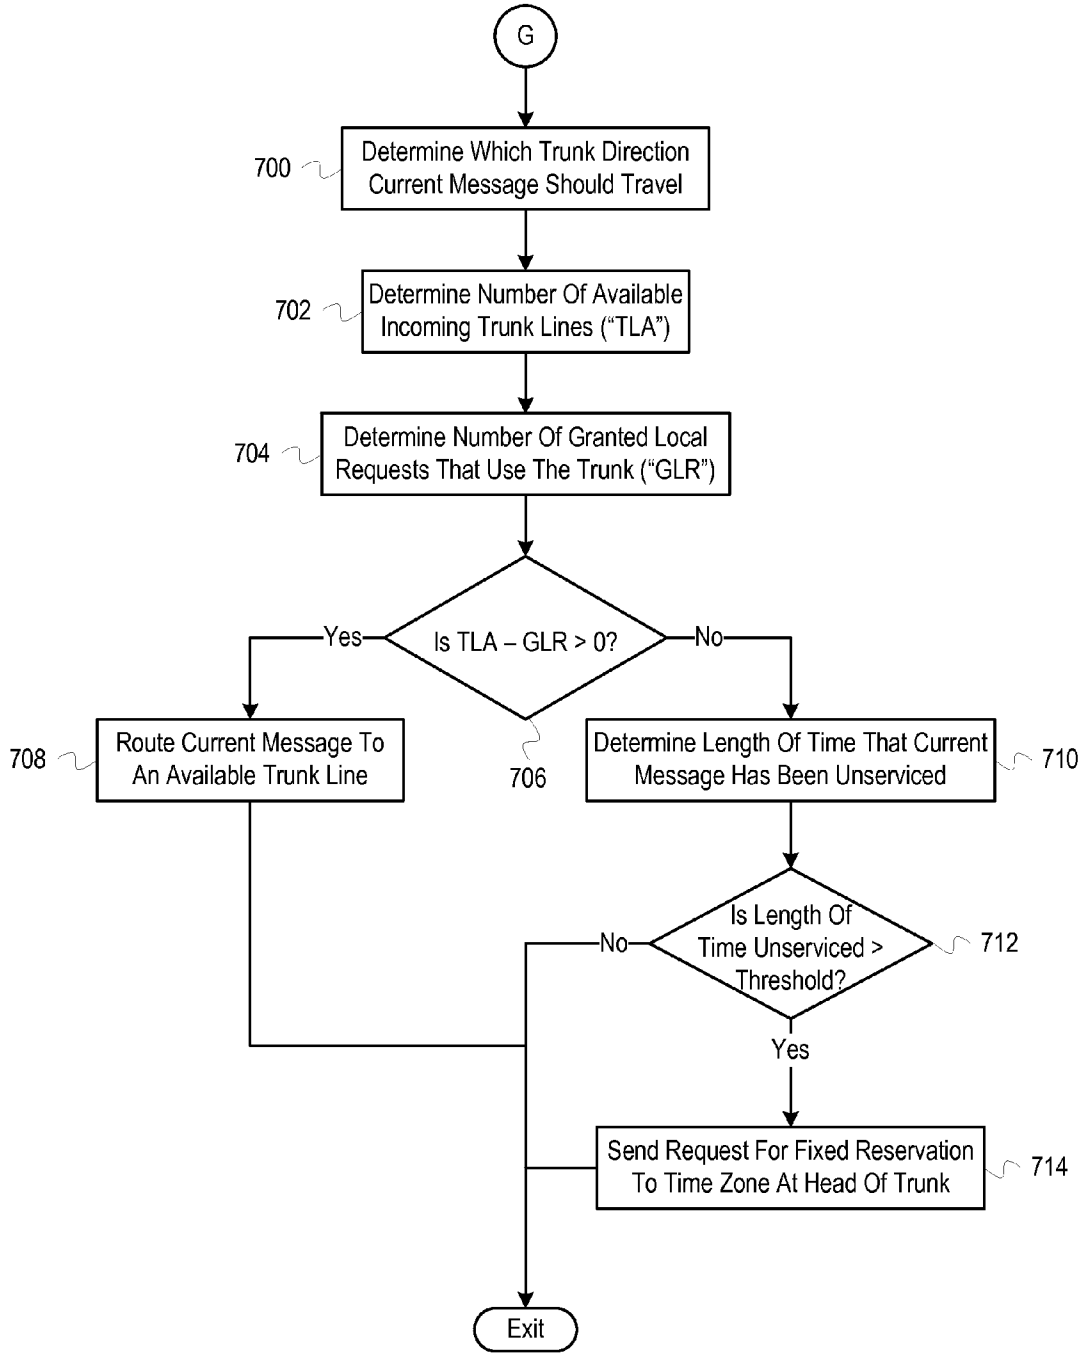 G
Determine Which Trunk Direction
Current Message Should Travel
700
Determine Number Of Available
Incoming Trunk Lines (“TLA”)
702
Determine Number Of Granted Local
Requests That Use The Trunk (“GLR”)
704
Is TLA – GLR > 0?
Yes
No
706
Route Current Message To
An Available Trunk Line
708
Determine Length Of Time That Current
Message Has Been Unserviced
710
Is Length Of
Time Unserviced >
Threshold?
No
712
Yes
Send Request For Fixed Reservation
To Time Zone At Head Of Trunk
714
Exit